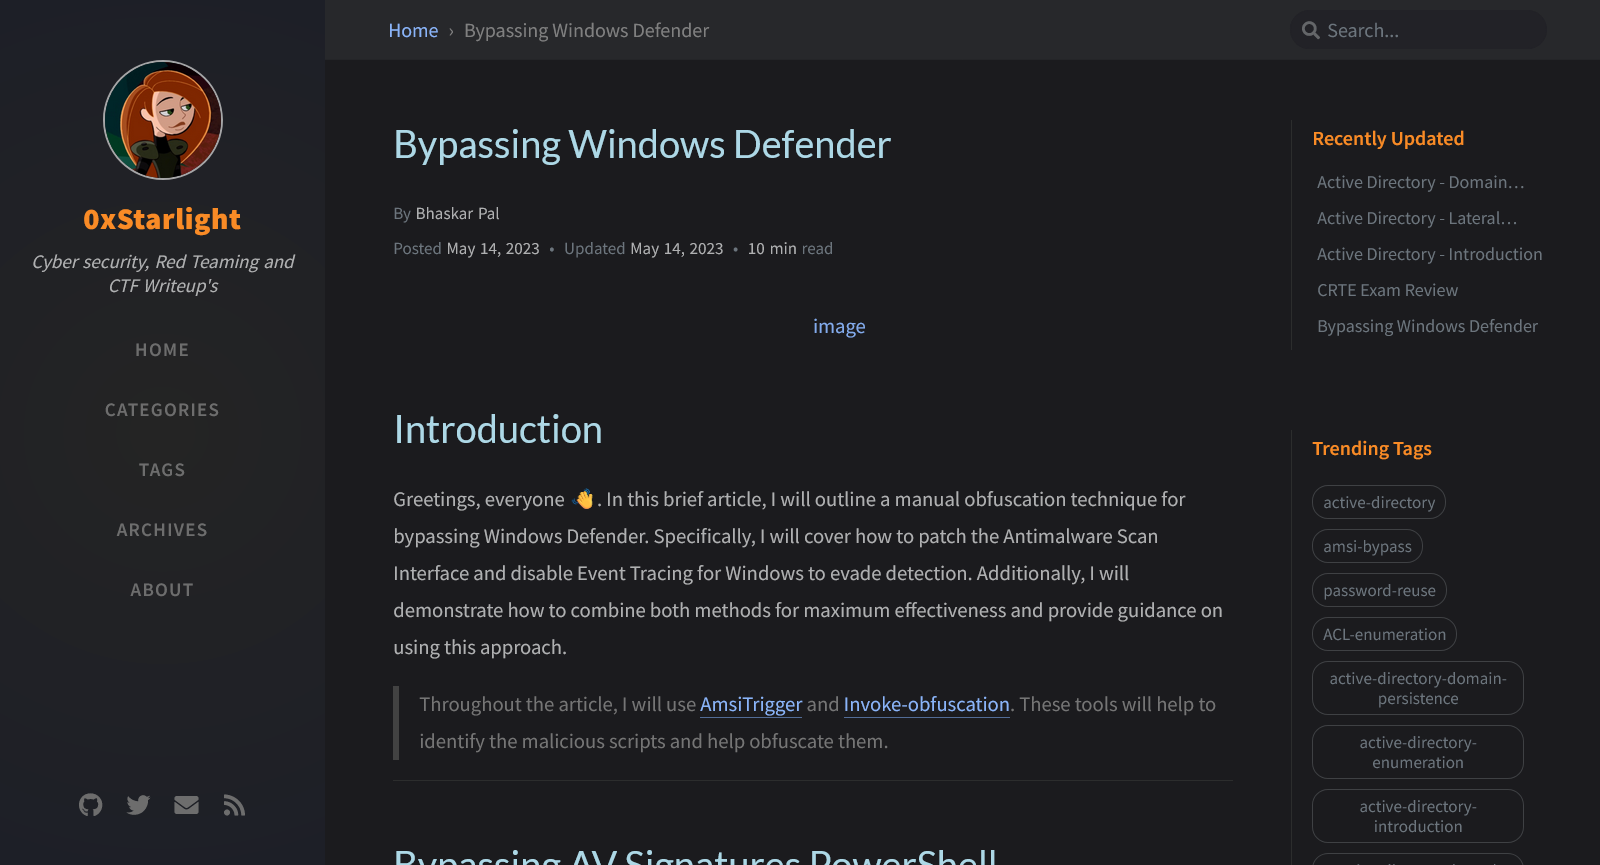 0xStarlight
Cyber security, Red Teaming and
CTF Writeup's
HOME
CATEGORIES
TAGS
ARCHIVES
ABOUT
Home › Bypassing Windows Defender
Search...
Bypassing Windows Defender
By Bhaskar Pal
Posted May 14, 2023 • Updated May 14, 2023 • 10 min read
image
Introduction
Greetings, everyone 👋. In this brief article, I will outline a manual obfuscation technique for
bypassing Windows Defender. Specifically, I will cover how to patch the Antimalware Scan
Interface and disable Event Tracing for Windows to evade detection. Additionally, I will
demonstrate how to combine both methods for maximum effectiveness and provide guidance on
using this approach.
Throughout the article, I will use AmsiTrigger and Invoke-obfuscation. These tools will help to
identify the malicious scripts and help obfuscate them.
Bypassing AV Signatures PowerShell
Recently Updated
Active Directory - Domain…
Active Directory - Lateral…
Active Directory - Introduction
CRTE Exam Review
Bypassing Windows Defender
Trending Tags
active-directory
amsi-bypass
password-reuse
ACL-enumeration
active-directory-domain-
persistence
active-directory-
enumeration
active-directory-
introduction